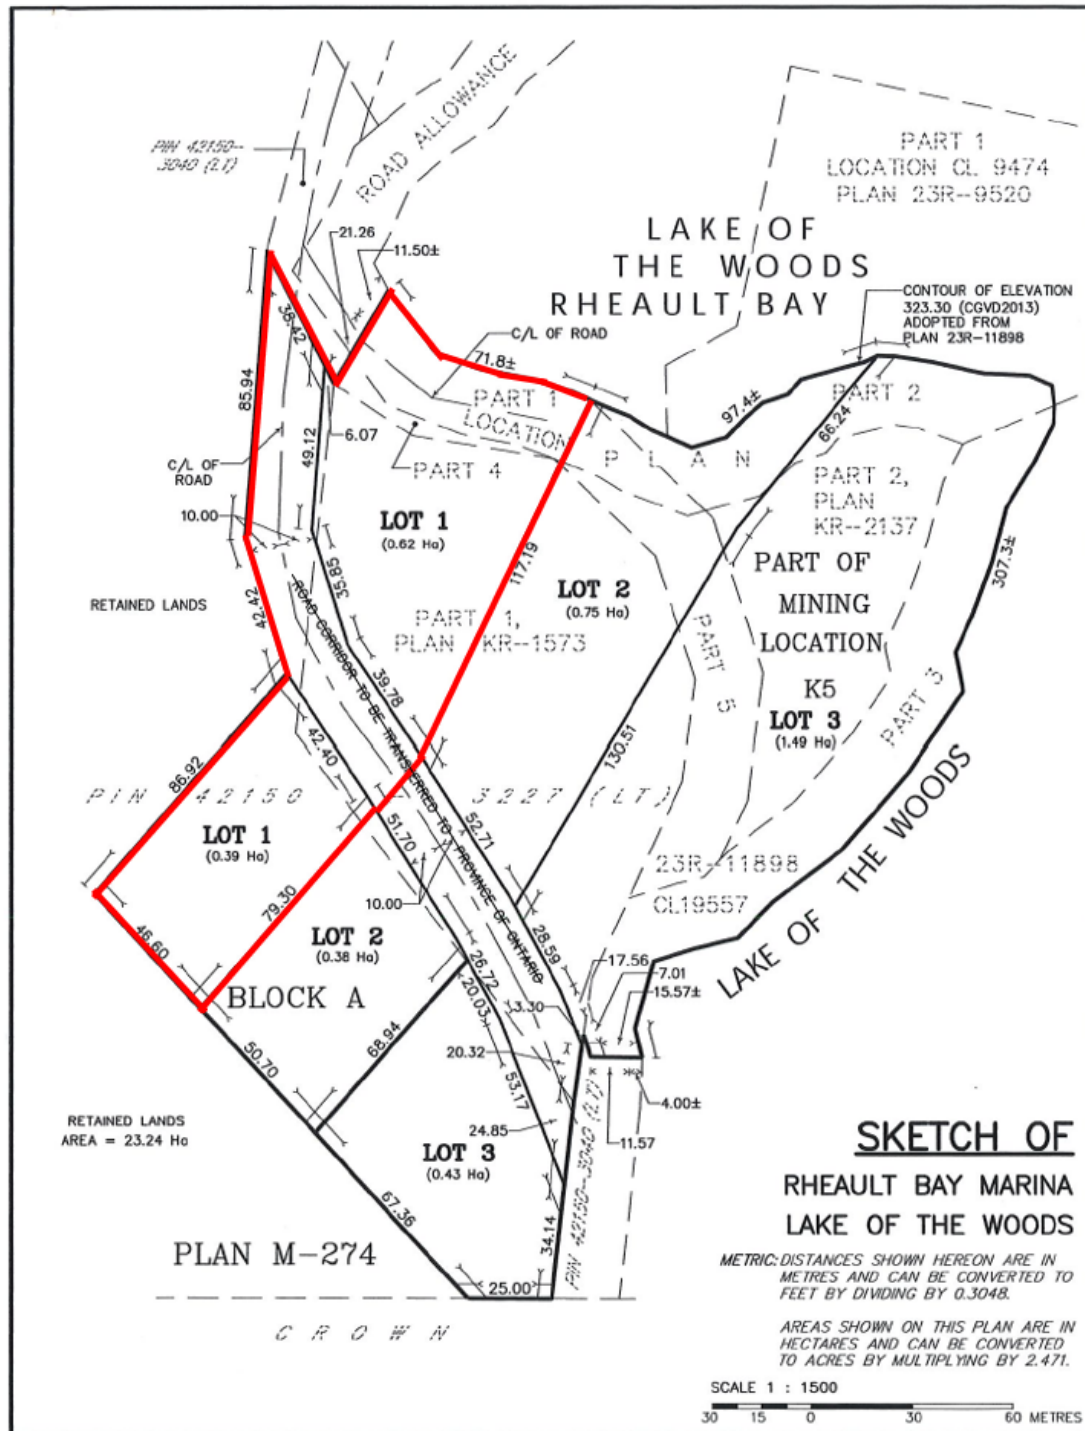 PIN 42150--
3040 (LT)
ROAD ALLOWANCE
PART 1
LOCATION CL 9474
PLAN 23R--9520
21.26
11.50±
LAKE OF
THE WOODS
RHEAULT BAY
CONTOUR OF ELEVATION
323.30 (CGVD2013)
ADOPTED FROM
PLAN 23R-11898
38.42
C/L OF ROAD
71.8±
85.94
PART 1
LOCATION
97.4±
66.24
PART 2
49.12
6.07
PART 4
P L A N
C/L OF
ROAD
PART 2,
PLAN
KR--2137
10.00
LOT 1
(0.62 Ha)
117.19
307.3±
PART OF
MINING
LOCATION
K5
35.85
LOT 2
(0.75 Ha)
RETAINED LANDS
42.42
ROAD CORRIDOR TO BE TRANSFERRED TO PROVINCE OF ONTARIO
PART 1,
PLAN KR--1573
PART 5
PART 3
39.78
LOT 3
(1.49 Ha)
42.40
130.51
86.92
PIN 42150
3227 (LT)
LOT 1
(0.39 Ha)
51.70
52.71
LAKE OF THE WOODS
23R--11898
CL19557
79.30
10.00
46.60
LOT 2
(0.38 Ha)
28.59
26.72
17.56
7.01
15.57±
BLOCK A
20.03
3.30
68.94
20.32
50.70
53.17
4.00±
11.57
RETAINED LANDS
AREA = 23.24 Ha
24.85
PIN 42150--3040 (LT)
LOT 3
(0.43 Ha)
67.36
34.14
PLAN M-274
25.00
C R O W N
SKETCH OF
RHEAULT BAY MARINA
LAKE OF THE WOODS
METRIC: DISTANCES SHOWN HEREON ARE IN
METRES AND CAN BE CONVERTED TO
FEET BY DIVIDING BY 0.3048.
AREAS SHOWN ON THIS PLAN ARE IN
HECTARES AND CAN BE CONVERTED
TO ACRES BY MULTIPLYING BY 2.471.
SCALE 1 : 1500
30 15 0 30 60 METRES